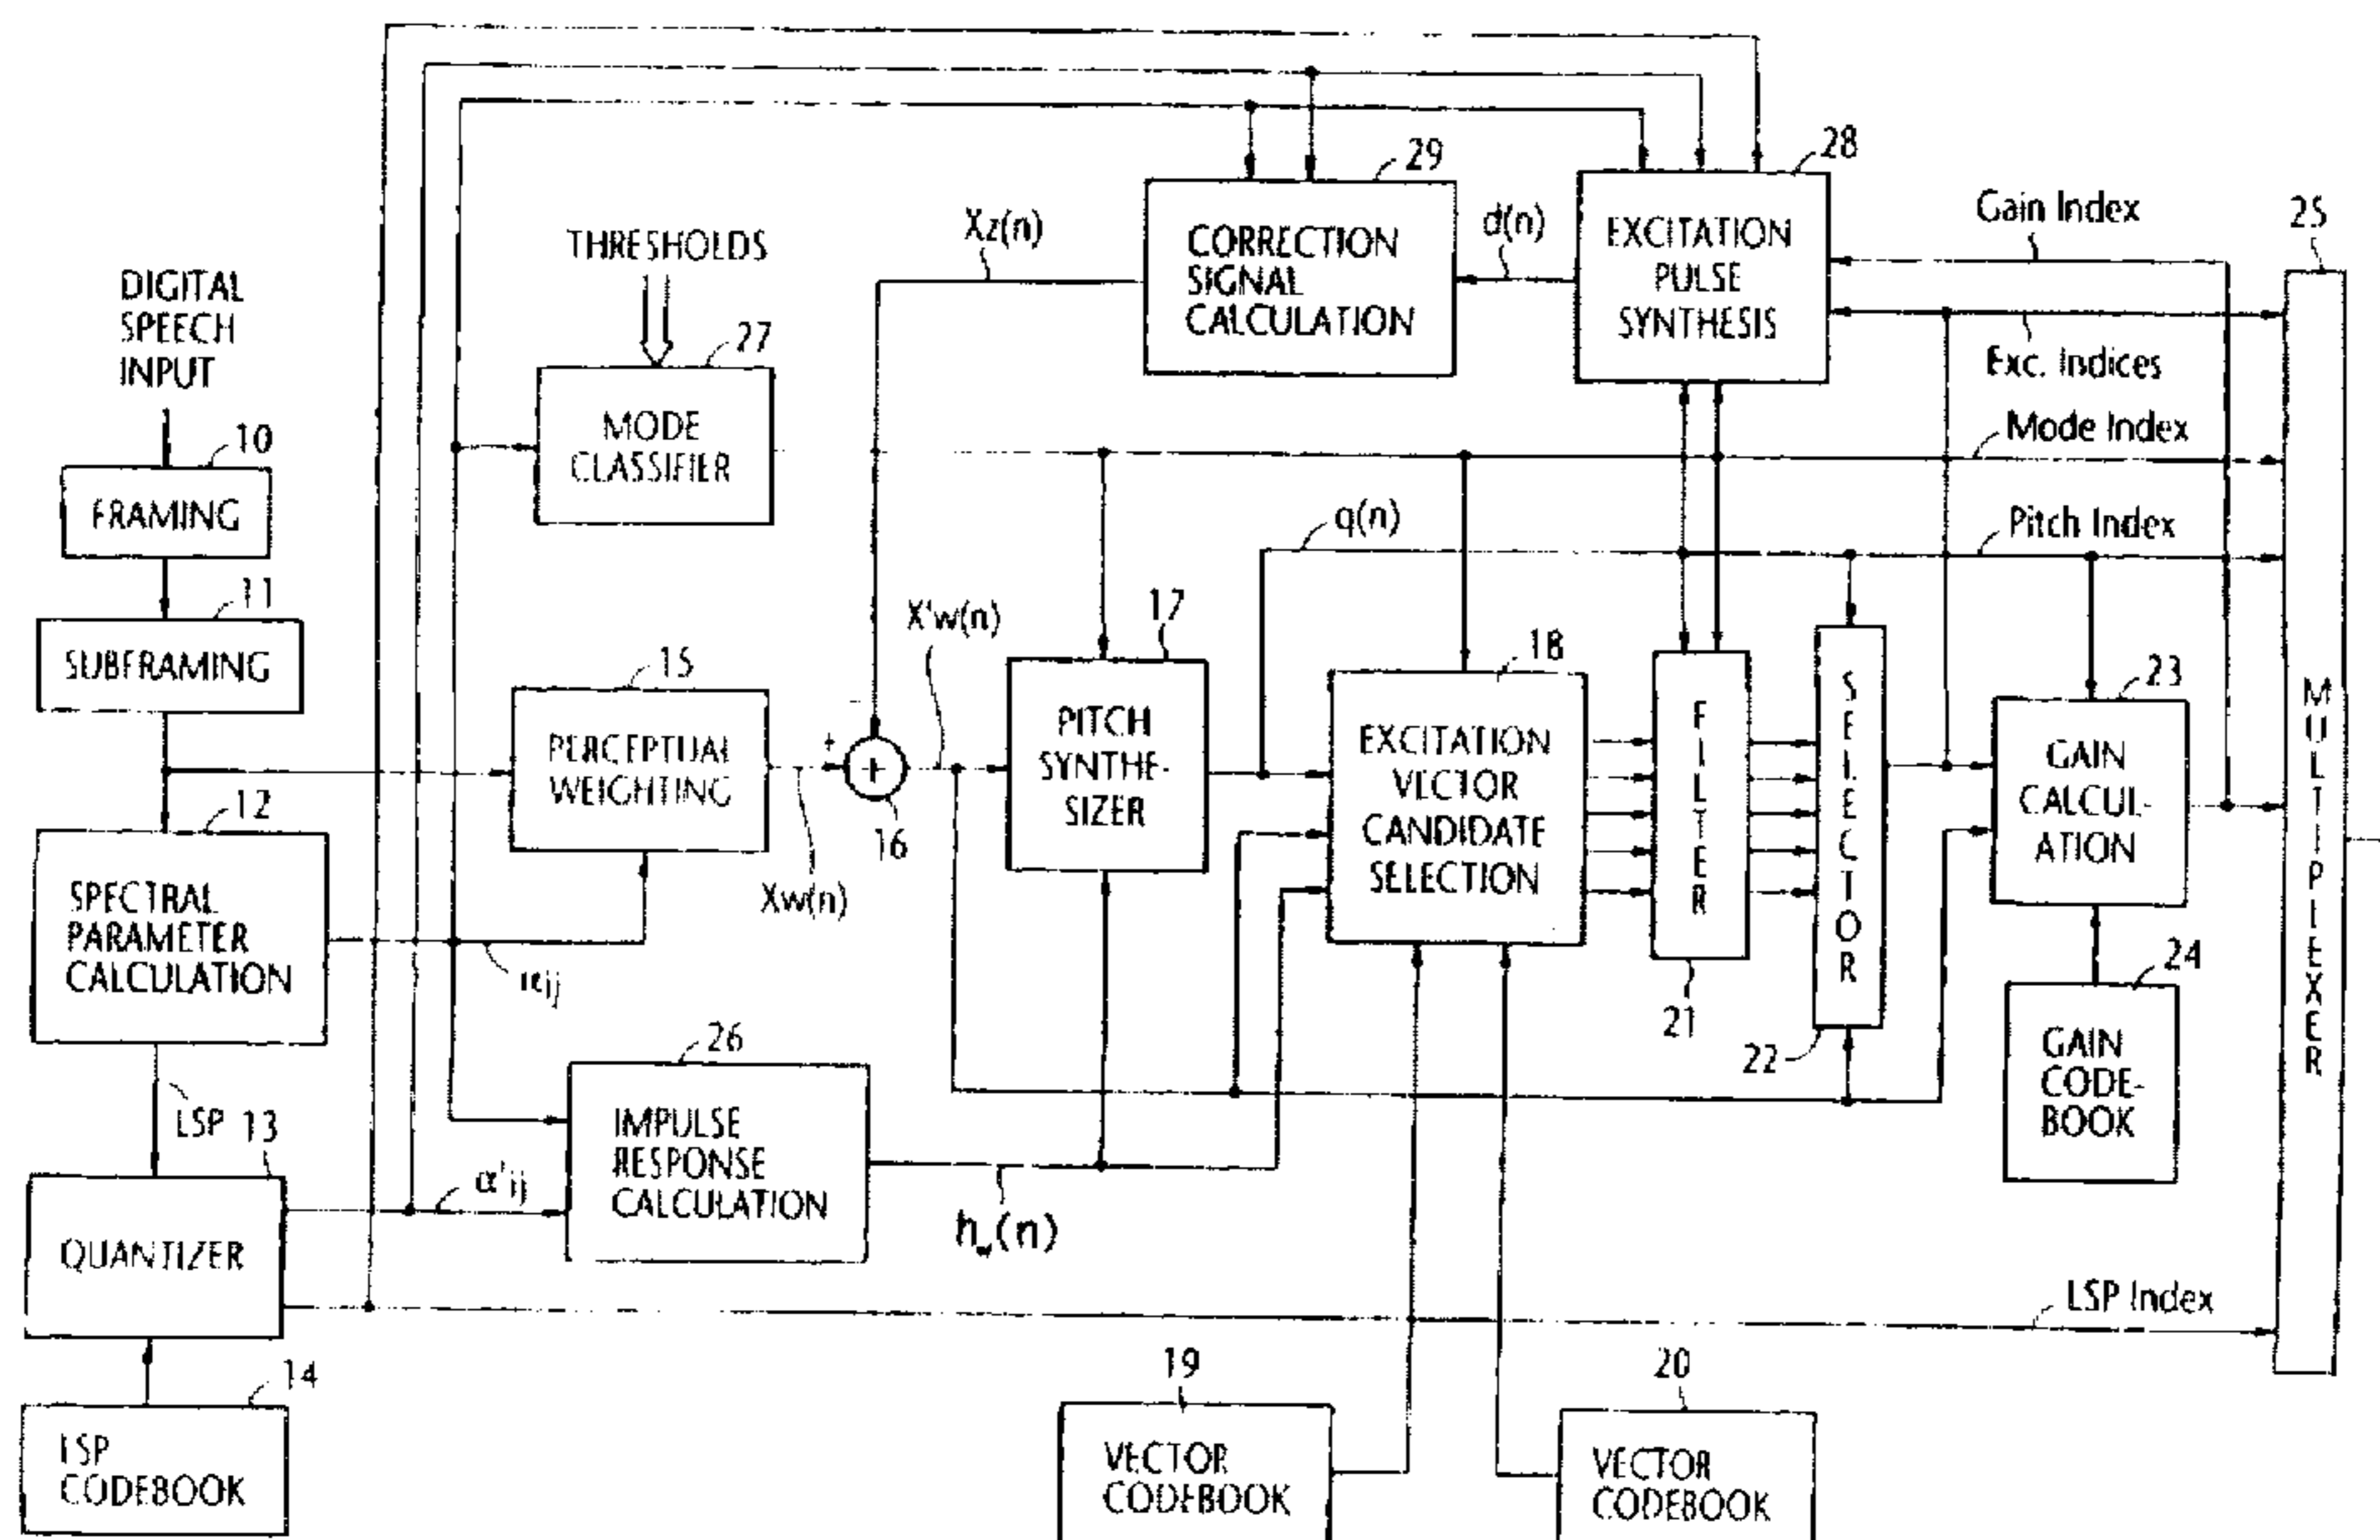 29
28
Gain Index
25
Xz(n)
d(n)
THRESHOLDS
CORRECTION
SIGNAL
CALCULATION
EXCITATION
PULSE
SYNTHESIS
DIGITAL
SPEECH
INPUT
27
Exc. Indices
MODE
CLASSIFIER
Mode Index
10
FRAMING
q(n)
Pitch Index
11
SUBFRAMING
X'w(n)
17
15
18
23
PERCEPTUAL
WEIGHTING
+
-
+
16
Xw(n)
PITCH
SYNTHE-
SIZER
EXCITATION
VECTOR
CANDIDATE
SELECTION
FILTER
21
SELECTOR
22
GAIN
CALCUL-
ATION
MULTIPLEXER
12
SPECTRAL
PARAMETER
CALCULATION
αij
24
GAIN
CODE-
BOOK
26
IMPULSE
RESPONSE
CALCULATION
LSP
13
α'ij
hw(n)
QUANTIZER
LSP Index
14
LSP
CODEBOOK
19
VECTOR
CODEBOOK
20
VECTOR
CODEBOOK